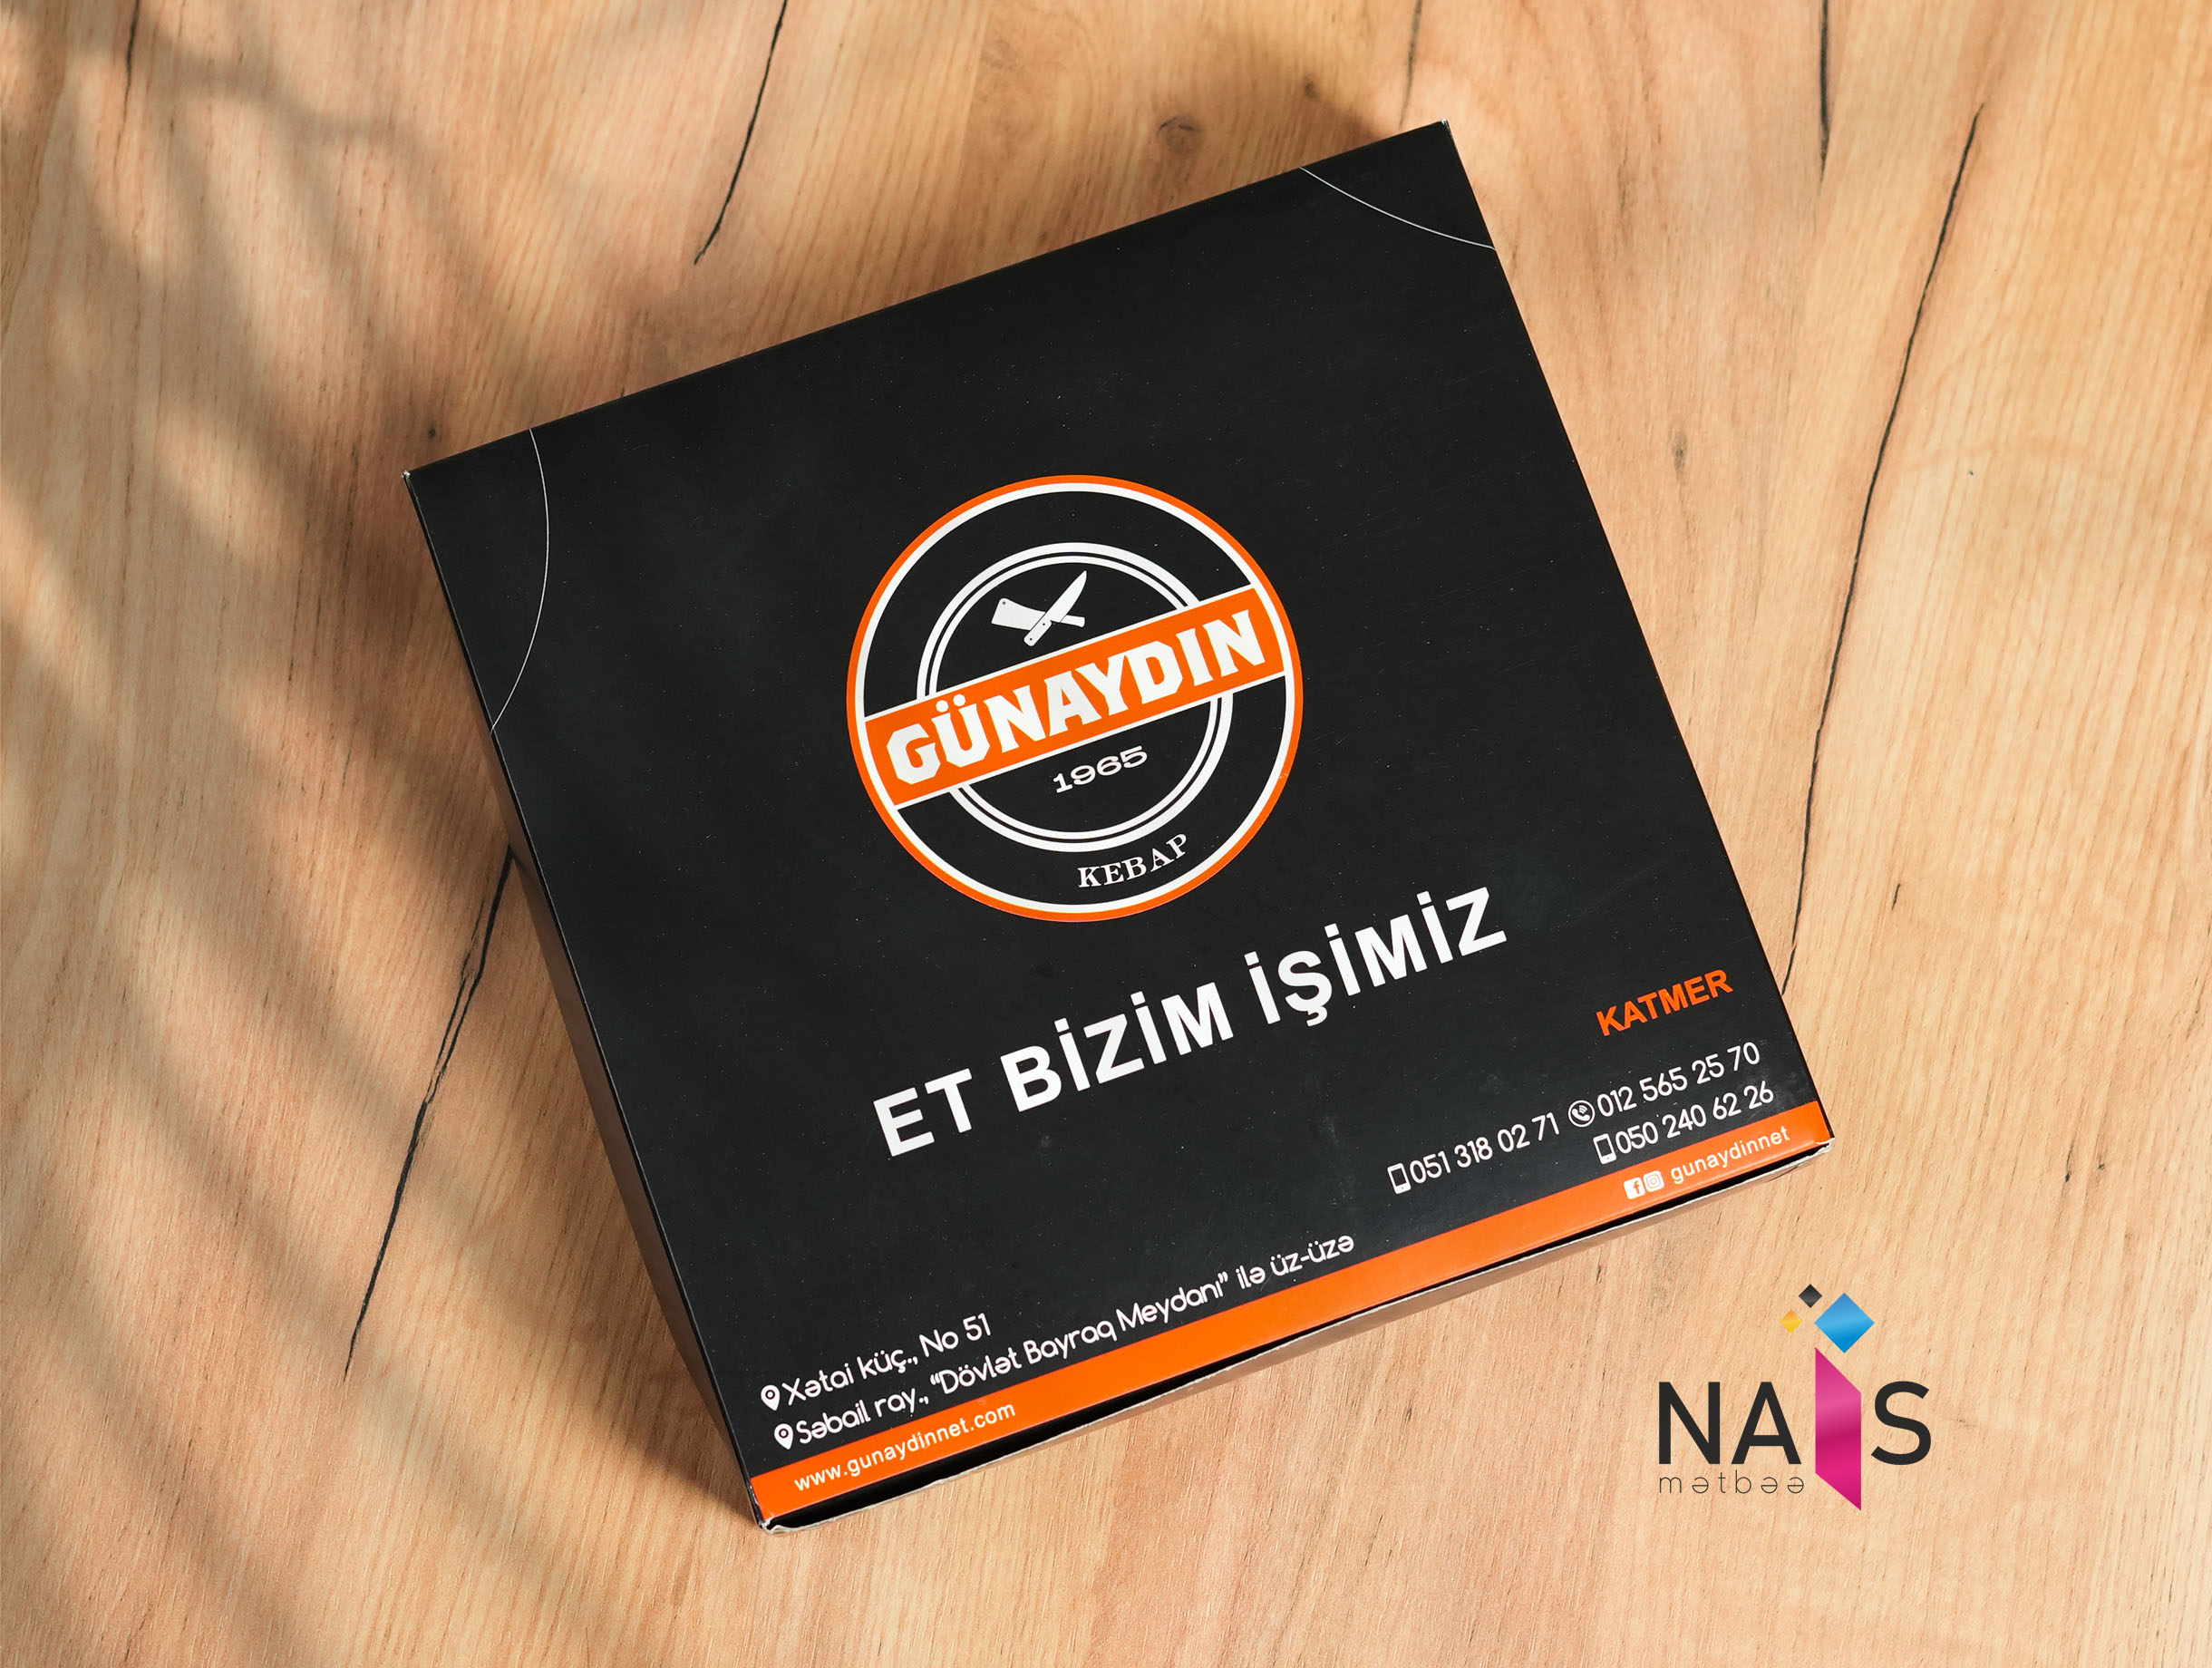 GÜNAYDIN
1965
KEBAP
ET BİZİM İŞİMİZ
KATMER
051 318 02 71 012 565 25 70
050 240 62 26
gunaydinnet
Xətai küç., No 51
Səbail ray., “Dövlət Bayraq Meydanı” ilə üz-üzə
www.gunaydinnet.com
NAIS
mətbəə